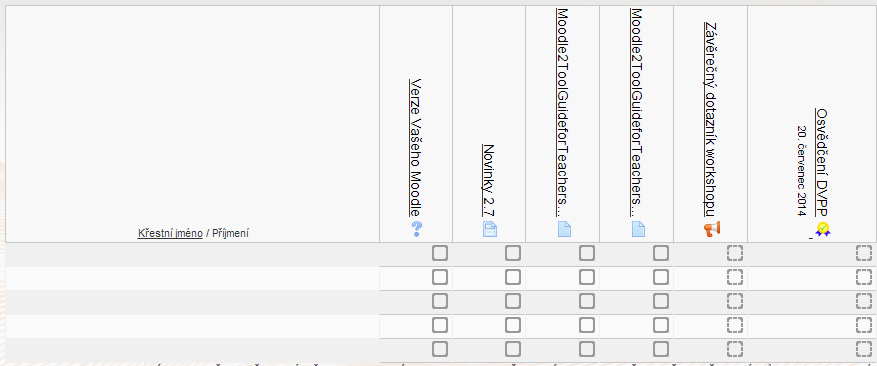 Verze Vašeho Moodle
Novinky 2.7
Moodle2ToolGuideforTeachers...
Moodle2ToolGuideforTeachers...
Závěrečný dotazník workshopu
Osvědčení DVPP
20. červenec 2014
Křestní jméno / Příjmení